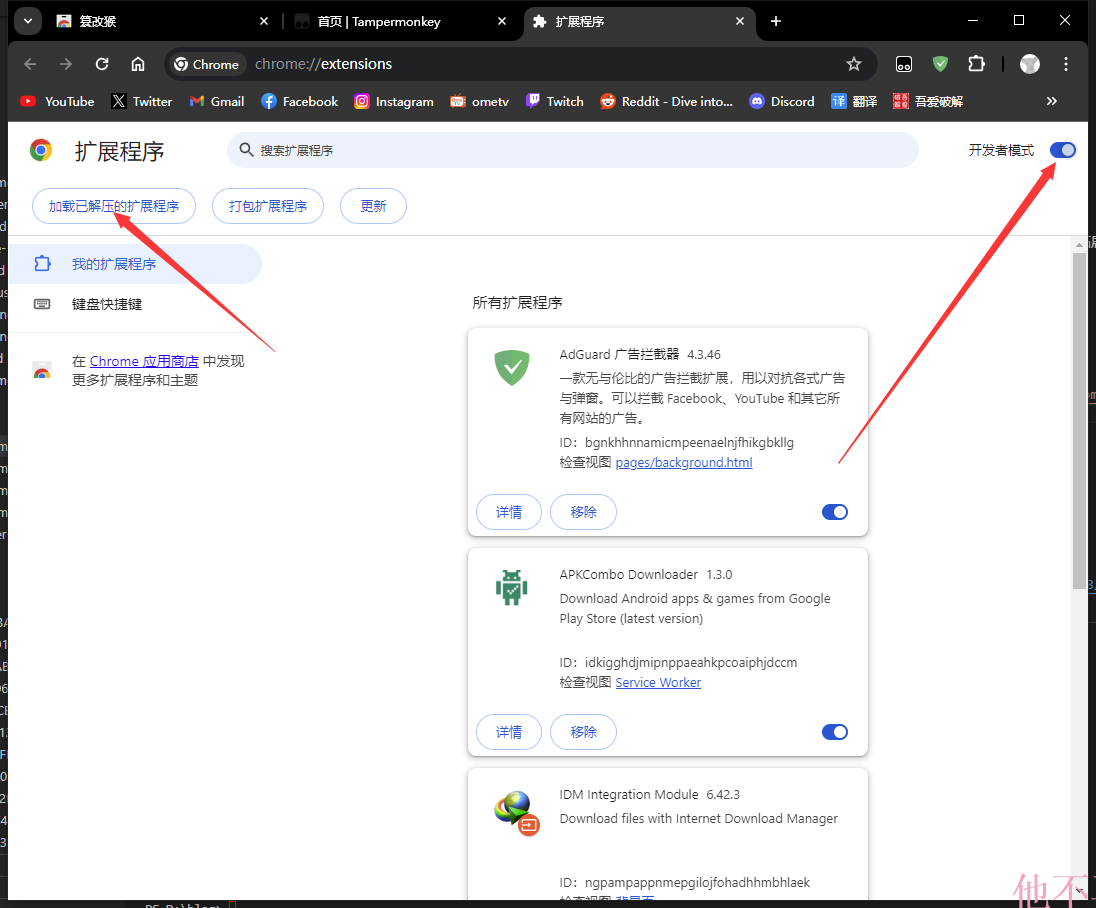 篡改猴
首页 | Tampermonkey
扩展程序
Chrome
chrome://extensions
YouTube
Twitter
Gmail
Facebook
Instagram
ometv
Twitch
Reddit - Dive into...
Discord
译 翻译
吾爱破解
扩展程序
搜索扩展程序
开发者模式
加载已解压的扩展程序
打包扩展程序
更新
我的扩展程序
键盘快捷键
在 Chrome 应用商店 中发现
更多扩展程序和主题
所有扩展程序
AdGuard 广告拦截器 4.3.46
一款无与伦比的广告拦截扩展，用以对抗各式广告
与弹窗。可以拦截 Facebook、YouTube 和其它所
有网站的广告。
ID：bgnkhhnnamicmpeenaelnjfhikgbkllg
检查视图 pages/background.html
详情
移除
APKCombo Downloader 1.3.0
Download Android apps & games from Google
Play Store (latest version)
ID：idkigghdjmipnppaeahkpcoaiphjdccm
检查视图 Service Worker
详情
移除
IDM Integration Module 6.42.3
Download files with Internet Download Manager
ID：ngpampappnmepgilojfohadhhmbhlaek
检查视图 背景页
他不